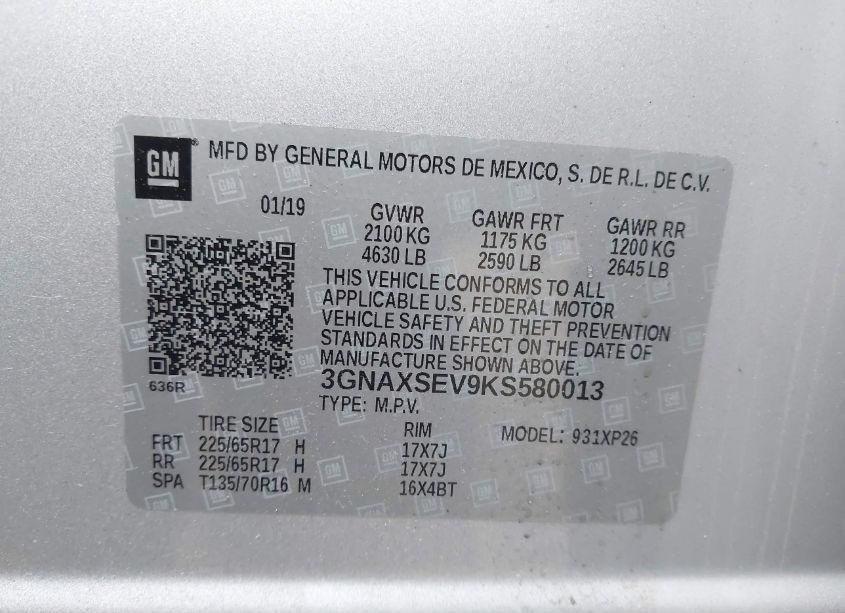 GM
MFD BY GENERAL MOTORS DE MEXICO, S. DE R.L. DE C.V.
01/19
GVWR GAWR FRT GAWR RR
2100 KG 1175 KG 1200 KG
4630 LB 2590 LB 2645 LB
THIS VEHICLE CONFORMS TO ALL
APPLICABLE U.S. FEDERAL MOTOR
VEHICLE SAFETY AND THEFT PREVENTION
STANDARDS IN EFFECT ON THE DATE OF
MANUFACTURE SHOWN ABOVE.
636R
3GNAXSEV9KS580013
TYPE: M.P.V.
TIRE SIZE RIM MODEL: 931XP26
FRT 225/65R17 H 17X7J
RR 225/65R17 H 17X7J
SPA T135/70R16 M 16X4BT